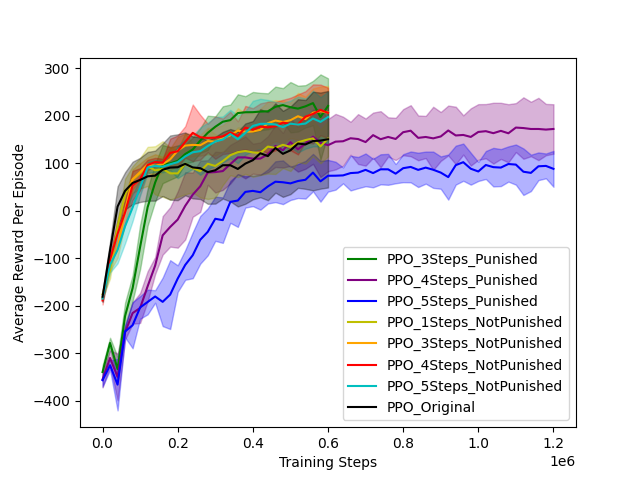 300
200
100
0
−100
−200
−300
−400
Average Reward Per Episode
0.0
0.2
0.4
0.6
0.8
1.0
1.2
1e6
Training Steps
PPO_3Steps_Punished
PPO_4Steps_Punished
PPO_5Steps_Punished
PPO_1Steps_NotPunished
PPO_3Steps_NotPunished
PPO_4Steps_NotPunished
PPO_5Steps_NotPunished
PPO_Original